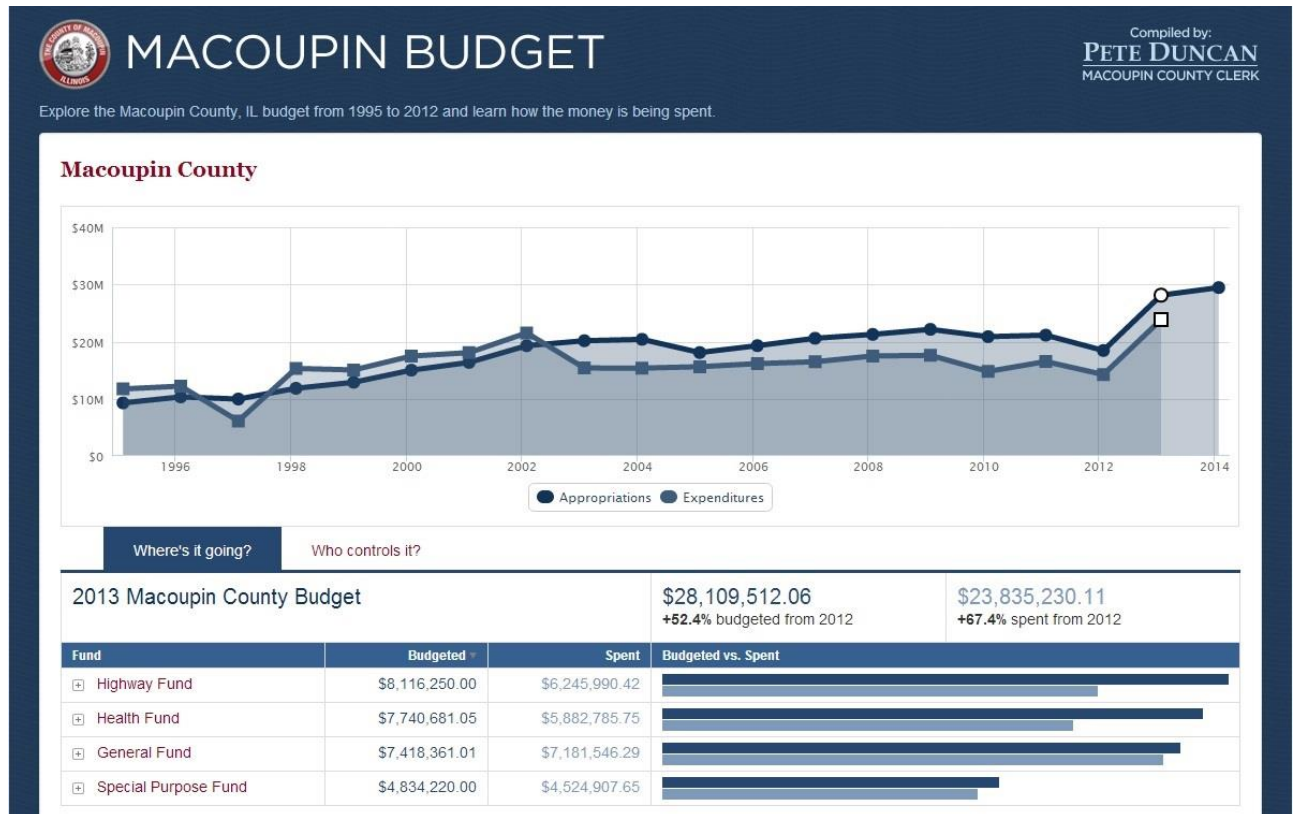 THE COUNTY OF MACOUPIN
ILLINOIS
MACOUPIN BUDGET
Compiled by:
PETE DUNCAN
MACOUPIN COUNTY CLERK
Explore the Macoupin County, IL budget from 1995 to 2012 and learn how the money is being spent.
Macoupin County
$40M
$30M
$20M
$10M
$0
1996 1998 2000 2002 2004 2006 2008 2010 2012 2014
Appropriations Expenditures
Where's it going? Who controls it?
2013 Macoupin County Budget $28,109,512.06 $23,835,230.11
+52.4% budgeted from 2012 +67.4% spent from 2012
Fund Budgeted Spent Budgeted vs. Spent
Highway Fund $8,116,250.00 $6,245,990.42
Health Fund $7,740,681.05 $5,882,785.75
General Fund $7,418,361.01 $7,181,546.29
Special Purpose Fund $4,834,220.00 $4,524,907.65